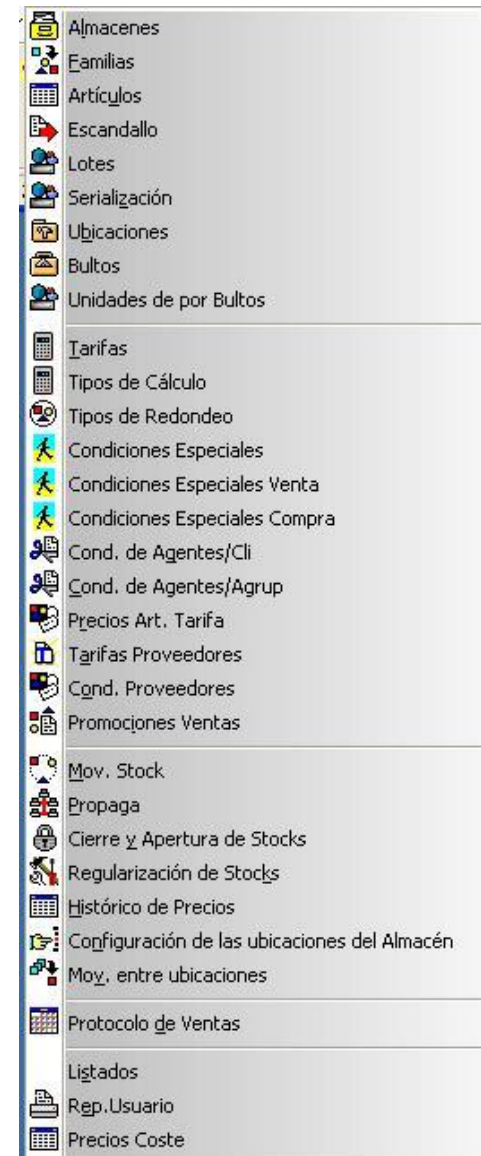 Almacenes
Familias
Artículos
Escandallo
Lotes
Serialización
Ubicaciones
Bultos
Unidades de por Bultos
Tarifas
Tipos de Cálculo
Tipos de Redondeo
Condiciones Especiales
Condiciones Especiales Venta
Condiciones Especiales Compra
Cond. de Agentes/Cli
Cond. de Agentes/Agrup
Precios Art. Tarifa
Tarifas Proveedores
Cond. Proveedores
Promociones Ventas
Mov. Stock
Propaga
Cierre y Apertura de Stocks
Regularización de Stocks
Histórico de Precios
Configuración de las ubicaciones del Almacén
Mov. entre ubicaciones
Protocolo de Ventas
Listados
Rep.Usuario
Precios Coste